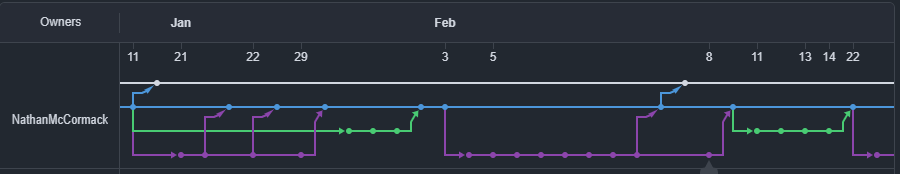 Owners Jan Feb
11 21 22 29 3 5 8 11 13 14 22
NathanMcCormack